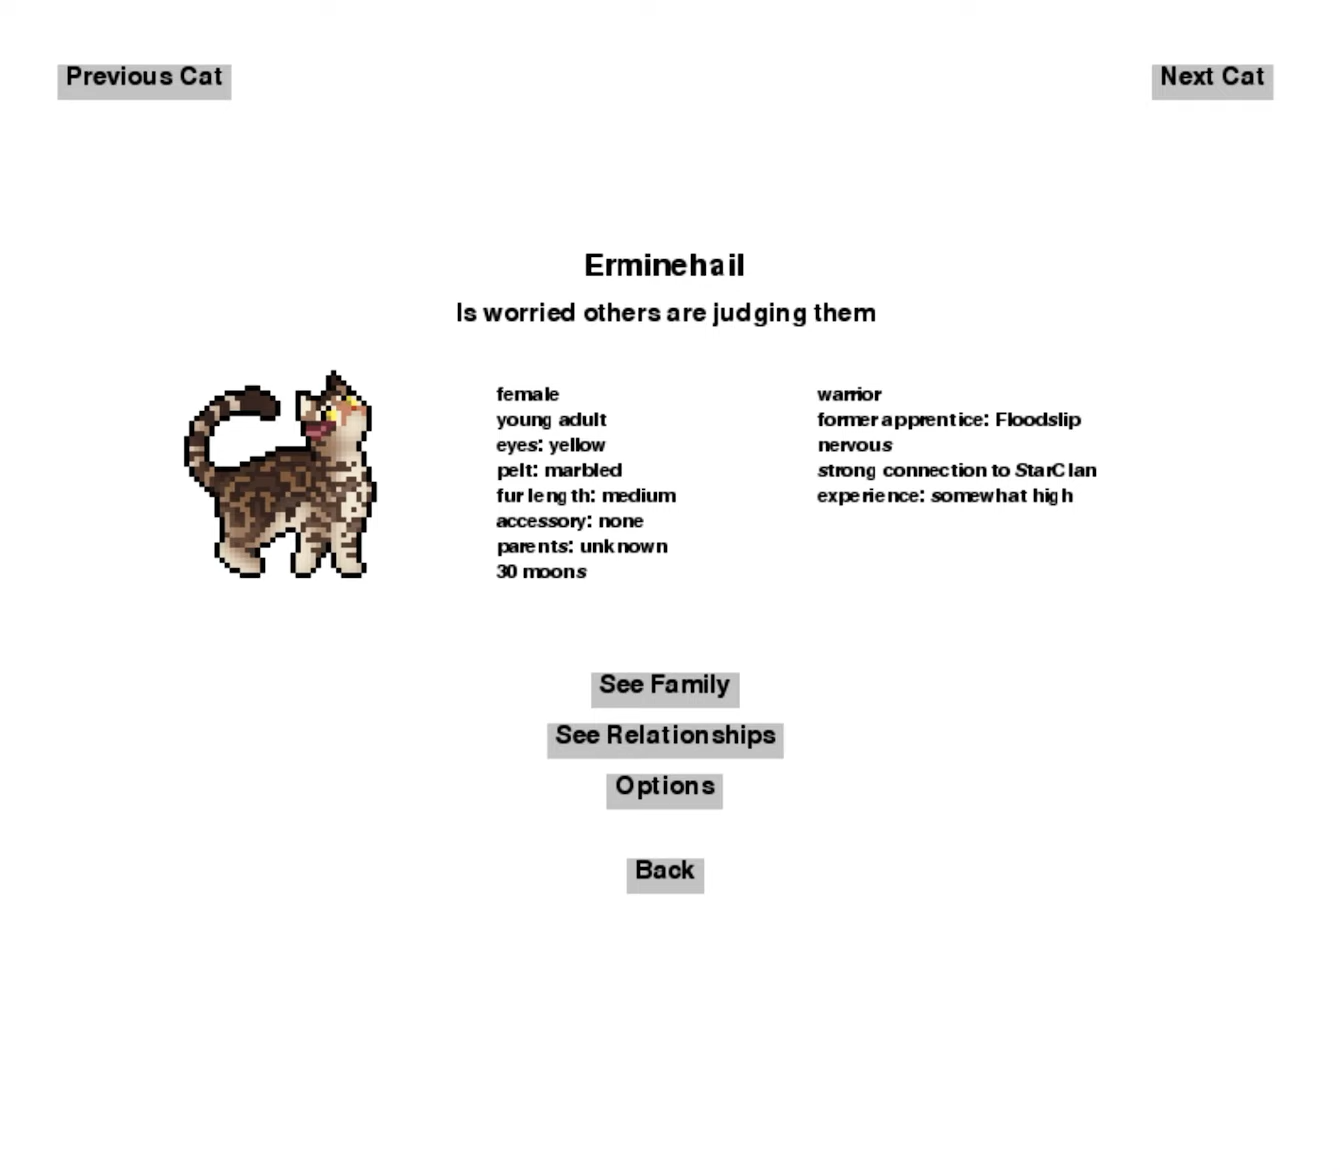 Previous Cat
Next Cat
Erminehail
Is worried others are judging them
female
young adult
eyes: yellow
pelt: marbled
fur length: medium
accessory: none
parents: unknown
30 moons
warrior
former apprentice: Floodslip
nervous
strong connection to StarClan
experience: somewhat high
See Family
See Relationships
Options
Back